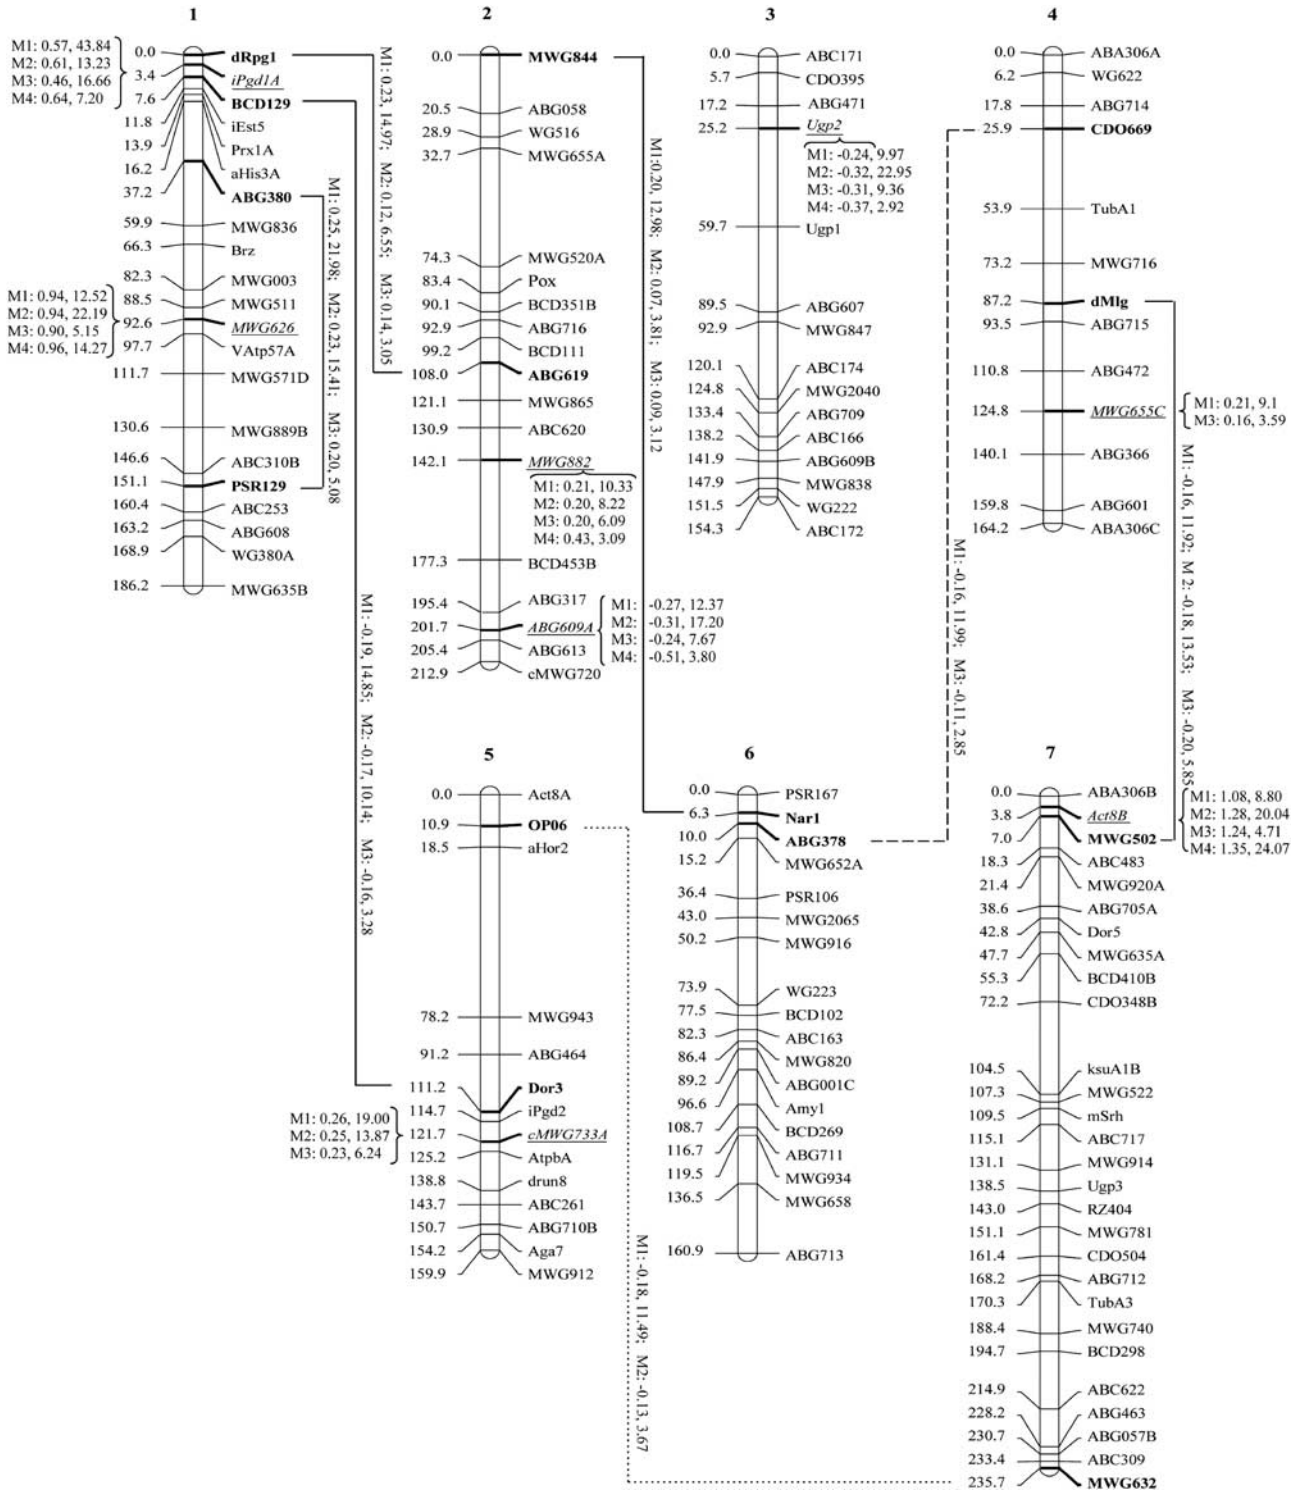 1
M1: 0.57, 43.84
M2: 0.61, 13.23
M3: 0.46, 16.66
M4: 0.64, 7.20
0.0 dRpg1
3.4 iPgd1A
7.6 BCD129
11.8 iEst5
13.9 Prx1A
16.2 aHis3A
37.2 ABG380
59.9 MWG836
66.3 Brz
82.3 MWG003
88.5 MWG511
92.6 MWG626
97.7 VAtp57A
111.7 MWG571D
130.6 MWG889B
146.6 ABC310B
151.1 PSR129
160.4 ABC253
163.2 ABG608
168.9 WG380A
186.2 MWG635B
M1: 0.94, 12.52
M2: 0.94, 22.19
M3: 0.90, 5.15
M4: 0.96, 14.27
M1: 0.25, 21.98; M2: 0.23, 15.41; M3: 0.20, 5.08
M1: 0.23, 14.97; M2: 0.12, 6.55; M3: 0.14, 3.05
M1: -0.19, 14.85; M2: -0.17, 10.14; M3: -0.16, 3.28
2
0.0 MWG844
20.5 ABG058
28.9 WG516
32.7 MWG655A
74.3 MWG520A
83.4 Pox
90.1 BCD351B
92.9 ABG716
99.2 BCD111
108.0 ABG619
121.1 MWG865
130.9 ABC620
142.1 MWG882
M1: 0.21, 10.33
M2: 0.20, 8.22
M3: 0.20, 6.09
M4: 0.43, 3.09
177.3 BCD453B
195.4 ABG317
201.7 ABG609A
205.4 ABG613
212.9 cMWG720
M1: -0.27, 12.37
M2: -0.31, 17.20
M3: -0.24, 7.67
M4: -0.51, 3.80
M1:0.20, 12.98; M2: 0.07, 3.81; M3: 0.09, 3.12
3
0.0 ABC171
5.7 CDO395
17.2 ABG471
25.2 Ugp2
M1: -0.24, 9.97
M2: -0.32, 22.95
M3: -0.31, 9.36
M4: -0.37, 2.92
59.7 Ugp1
89.5 ABG607
92.9 MWG847
120.1 ABC174
124.8 MWG2040
133.4 ABG709
138.2 ABC166
141.9 ABG609B
147.9 MWG838
151.5 WG222
154.3 ABC172
M1: -0.16, 11.99; M3: -0.11, 2.85
4
0.0 ABA306A
6.2 WG622
17.8 ABG714
25.9 CDO669
53.9 TubA1
73.2 MWG716
87.2 dMlg
93.5 ABG715
110.8 ABG472
124.8 MWG655C
140.1 ABG366
159.8 ABG601
164.2 ABA306C
M1: 0.21, 9.1
M3: 0.16, 3.59
M1: -0.16, 11.92; M 2: -0.18, 13.53; M3: -0.20, 5.85
5
0.0 Act8A
10.9 OP06
18.5 aHor2
78.2 MWG943
91.2 ABG464
111.2 Dor3
114.7 iPgd2
121.7 cMWG733A
125.2 AtpbA
138.8 drun8
143.7 ABC261
150.7 ABG710B
154.2 Aga7
159.9 MWG912
M1: 0.26, 19.00
M2: 0.25, 13.87
M3: 0.23, 6.24
M1: -0.18, 11.49; M2: -0.13, 3.67
6
0.0 PSR167
6.3 Nar1
10.0 ABG378
15.2 MWG652A
36.4 PSR106
43.0 MWG2065
50.2 MWG916
73.9 WG223
77.5 BCD102
82.3 ABC163
86.4 MWG820
89.2 ABG001C
96.6 Amy1
108.7 BCD269
116.7 ABG711
119.5 MWG934
136.5 MWG658
160.9 ABG713
7
0.0 ABA306B
3.8 Act8B
7.0 MWG502
18.3 ABC483
21.4 MWG920A
38.6 ABG705A
42.8 Dor5
47.7 MWG635A
55.3 BCD410B
72.2 CDO348B
104.5 ksuA1B
107.3 MWG522
109.5 mSrh
115.1 ABC717
131.1 MWG914
138.5 Ugp3
143.0 RZ404
151.1 MWG781
161.4 CDO504
168.2 ABG712
170.3 TubA3
188.4 MWG740
194.7 BCD298
214.9 ABC622
228.2 ABG463
230.7 ABG057B
233.4 ABC309
235.7 MWG632
M1: 1.08, 8.80
M2: 1.28, 20.04
M3: 1.24, 4.71
M4: 1.35, 24.07